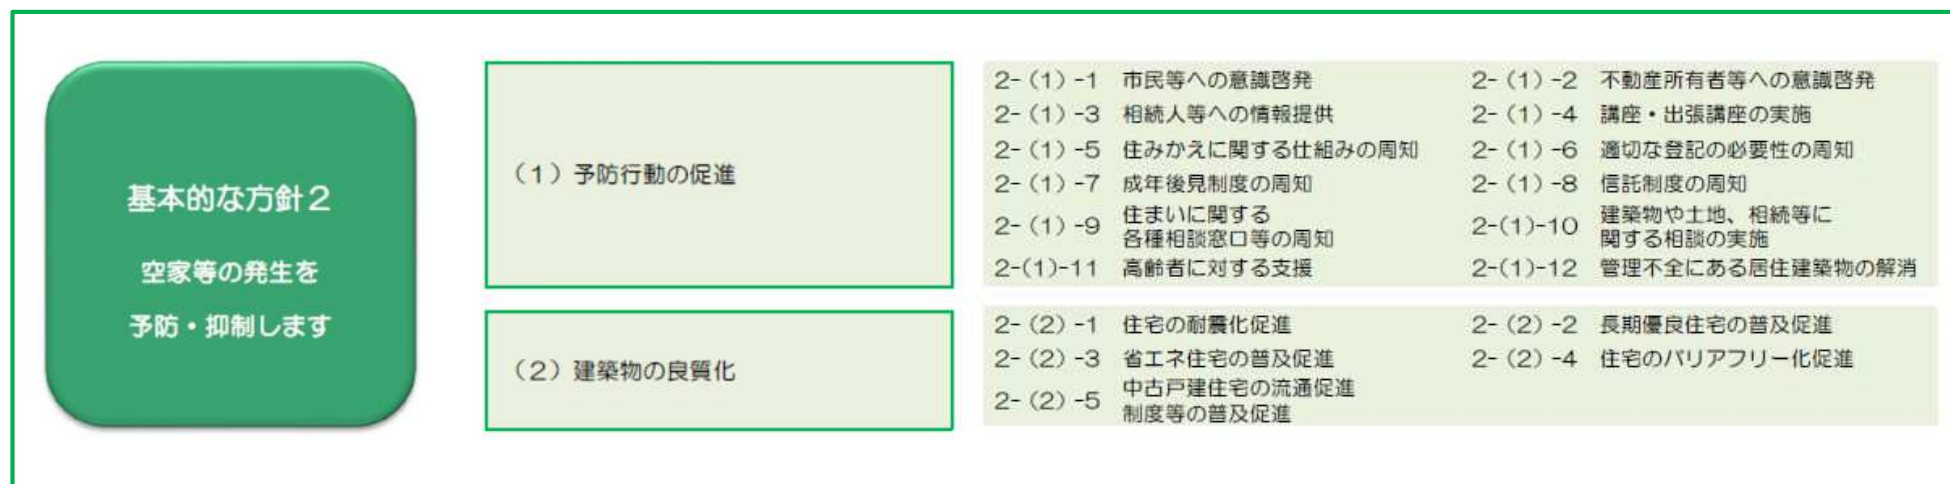 基本的な方針２
空家等の発生を
予防・抑制します
（１）予防行動の促進
2-（1）-1 市民等への意識啓発
2-（1）-2 不動産所有者等への意識啓発
2-（1）-3 相続人等への情報提供
2-（1）-4 講座・出張講座の実施
2-（1）-5 住みかえに関する仕組みの周知
2-（1）-6 適切な登記の必要性の周知
2-（1）-7 成年後見制度の周知
2-（1）-8 信託制度の周知
2-（1）-9 住まいに関する
各種相談窓口等の周知
2-(1)-10 建築物や土地、相続等に
関する相談の実施
2-(1)-11 高齢者に対する支援
2-(1)-12 管理不全にある居住建築物の解消
（２）建築物の良質化
2-（2）-1 住宅の耐震化促進
2-（2）-2 長期優良住宅の普及促進
2-（2）-3 省エネ住宅の普及促進
2-（2）-4 住宅のバリアフリー化促進
2-（2）-5 中古戸建住宅の流通促進
制度等の普及促進